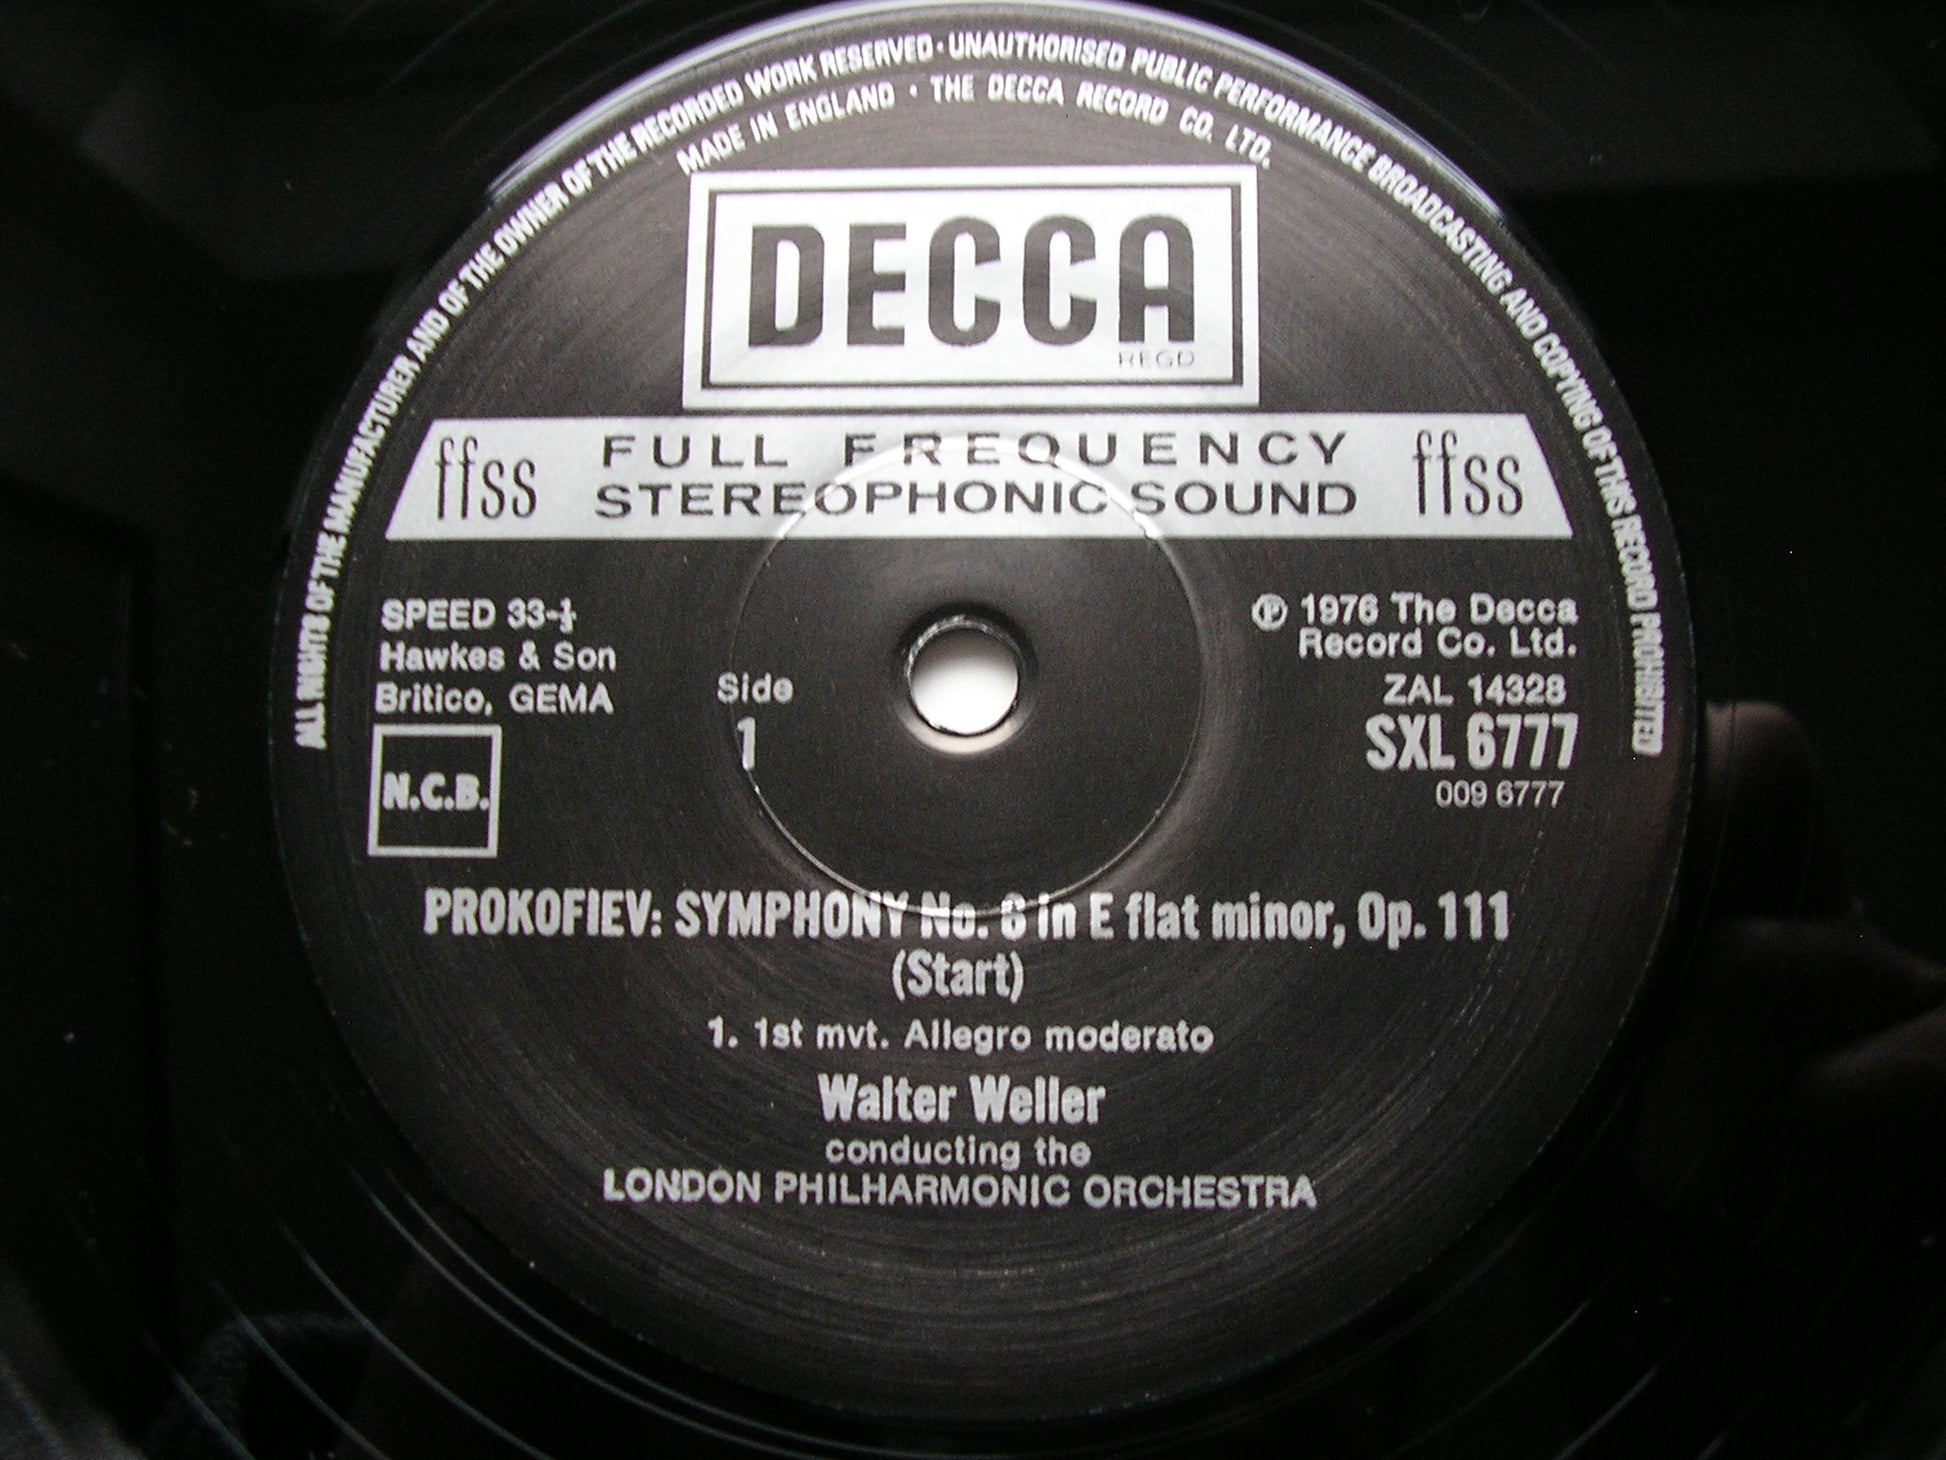 ALL RIGHTS OF THE MANUFACTURER AND OF THE OWNER OF THE RECORDED WORK RESERVED · UNAUTHORISED PUBLIC PERFORMANCE BROADCASTING AND COPYING OF THIS RECORD PROHIBITED
MADE IN ENGLAND · THE DECCA RECORD CO. LTD.
DECCA
REGD
ffss FULL FREQUENCY ffss
STEREOPHONIC SOUND
SPEED 33-⅓
Hawkes & Son
Britico, GEMA
N.C.B.
Side
1
℗ 1976 The Decca
Record Co. Ltd.
ZAL 14328
SXL 6777
009 6777
PROKOFIEV: SYMPHONY No. 6 in E flat minor, Op. 111
(Start)
1. 1st mvt. Allegro moderato
Walter Weller
conducting the
LONDON PHILHARMONIC ORCHESTRA